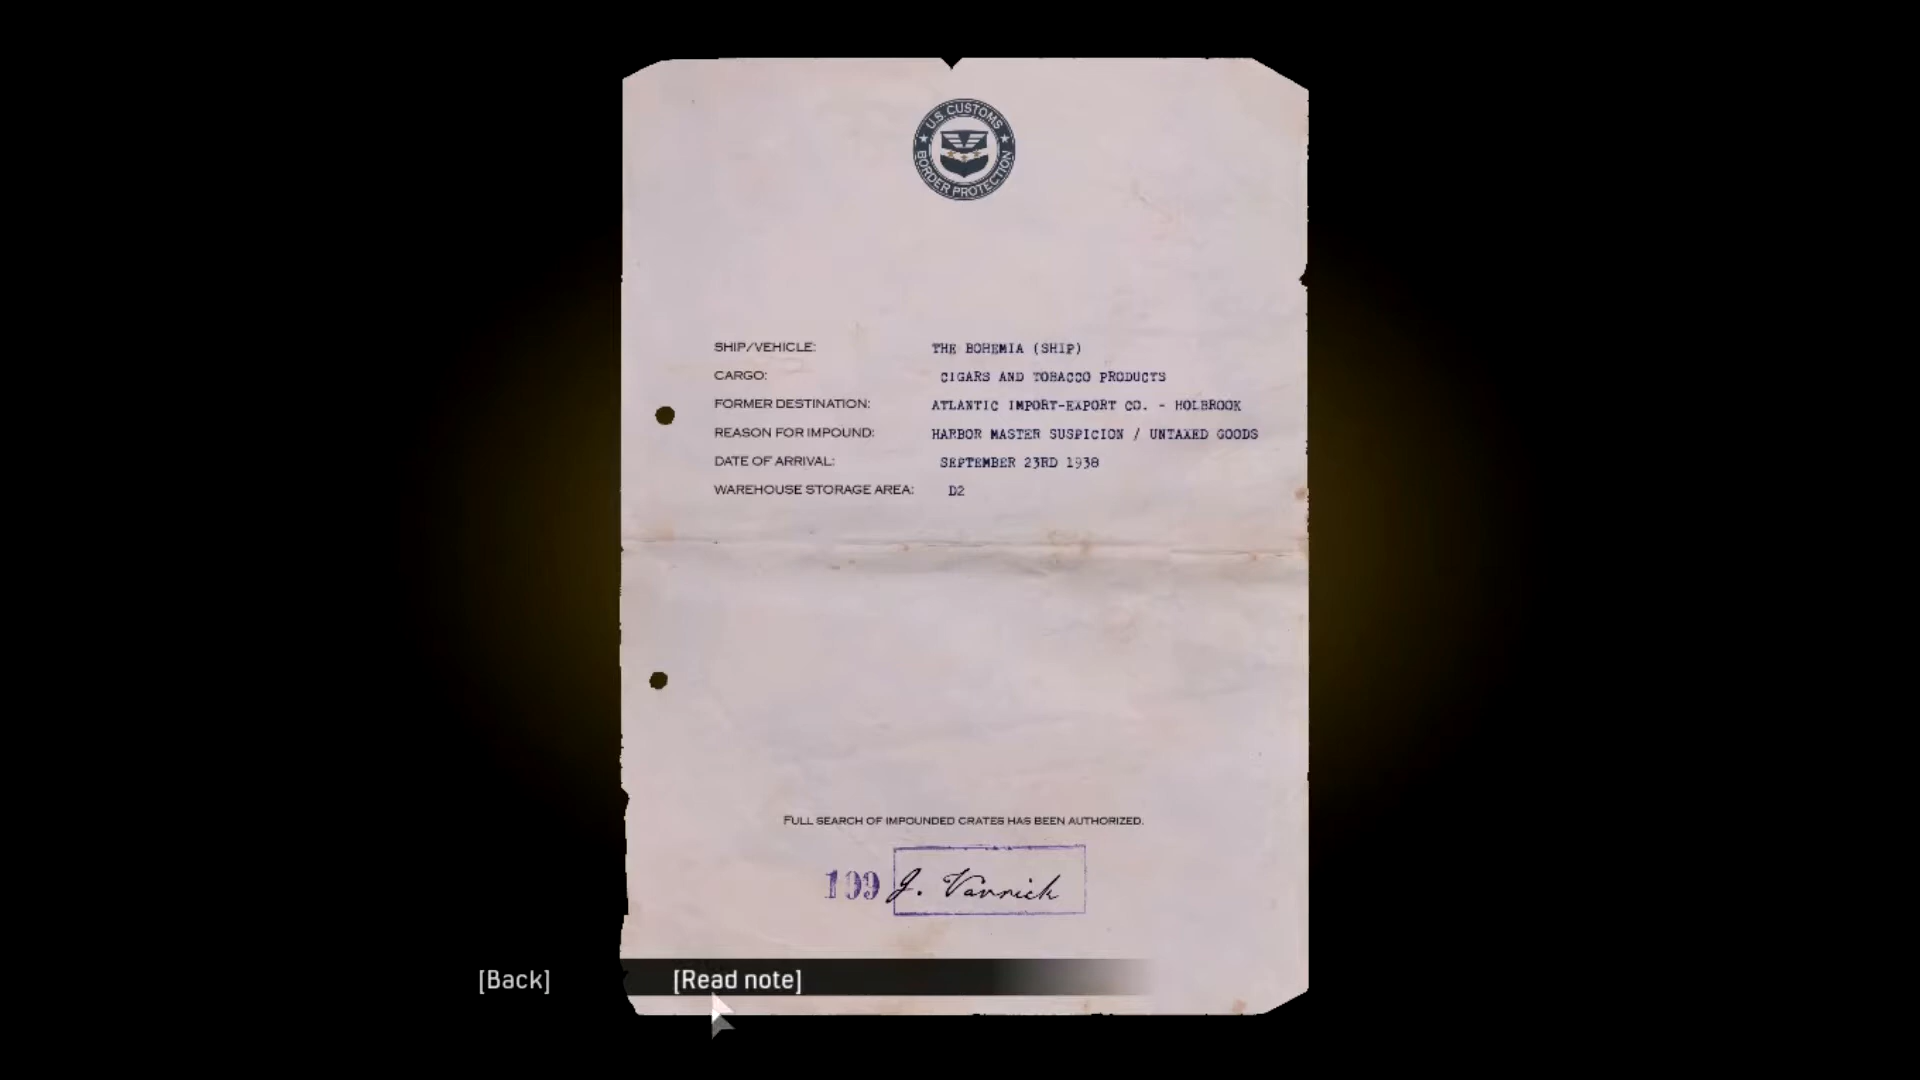 U.S. CUSTOMS
BORDER PROTECTION
SHIP/VEHICLE: THE BOHEMIA (SHIP)
CARGO: CIGARS AND TOBACCO PRODUCTS
FORMER DESTINATION: ATLANTIC IMPORT-EXPORT CO. - HOLBROOK
REASON FOR IMPOUND: HARBOR MASTER SUSPICION / UNTAXED GOODS
DATE OF ARRIVAL: SEPTEMBER 23RD 1938
WAREHOUSE STORAGE AREA: D2
FULL SEARCH OF IMPOUNDED CRATES HAS BEEN AUTHORIZED.
199 J. Vannick
[Back] [Read note]